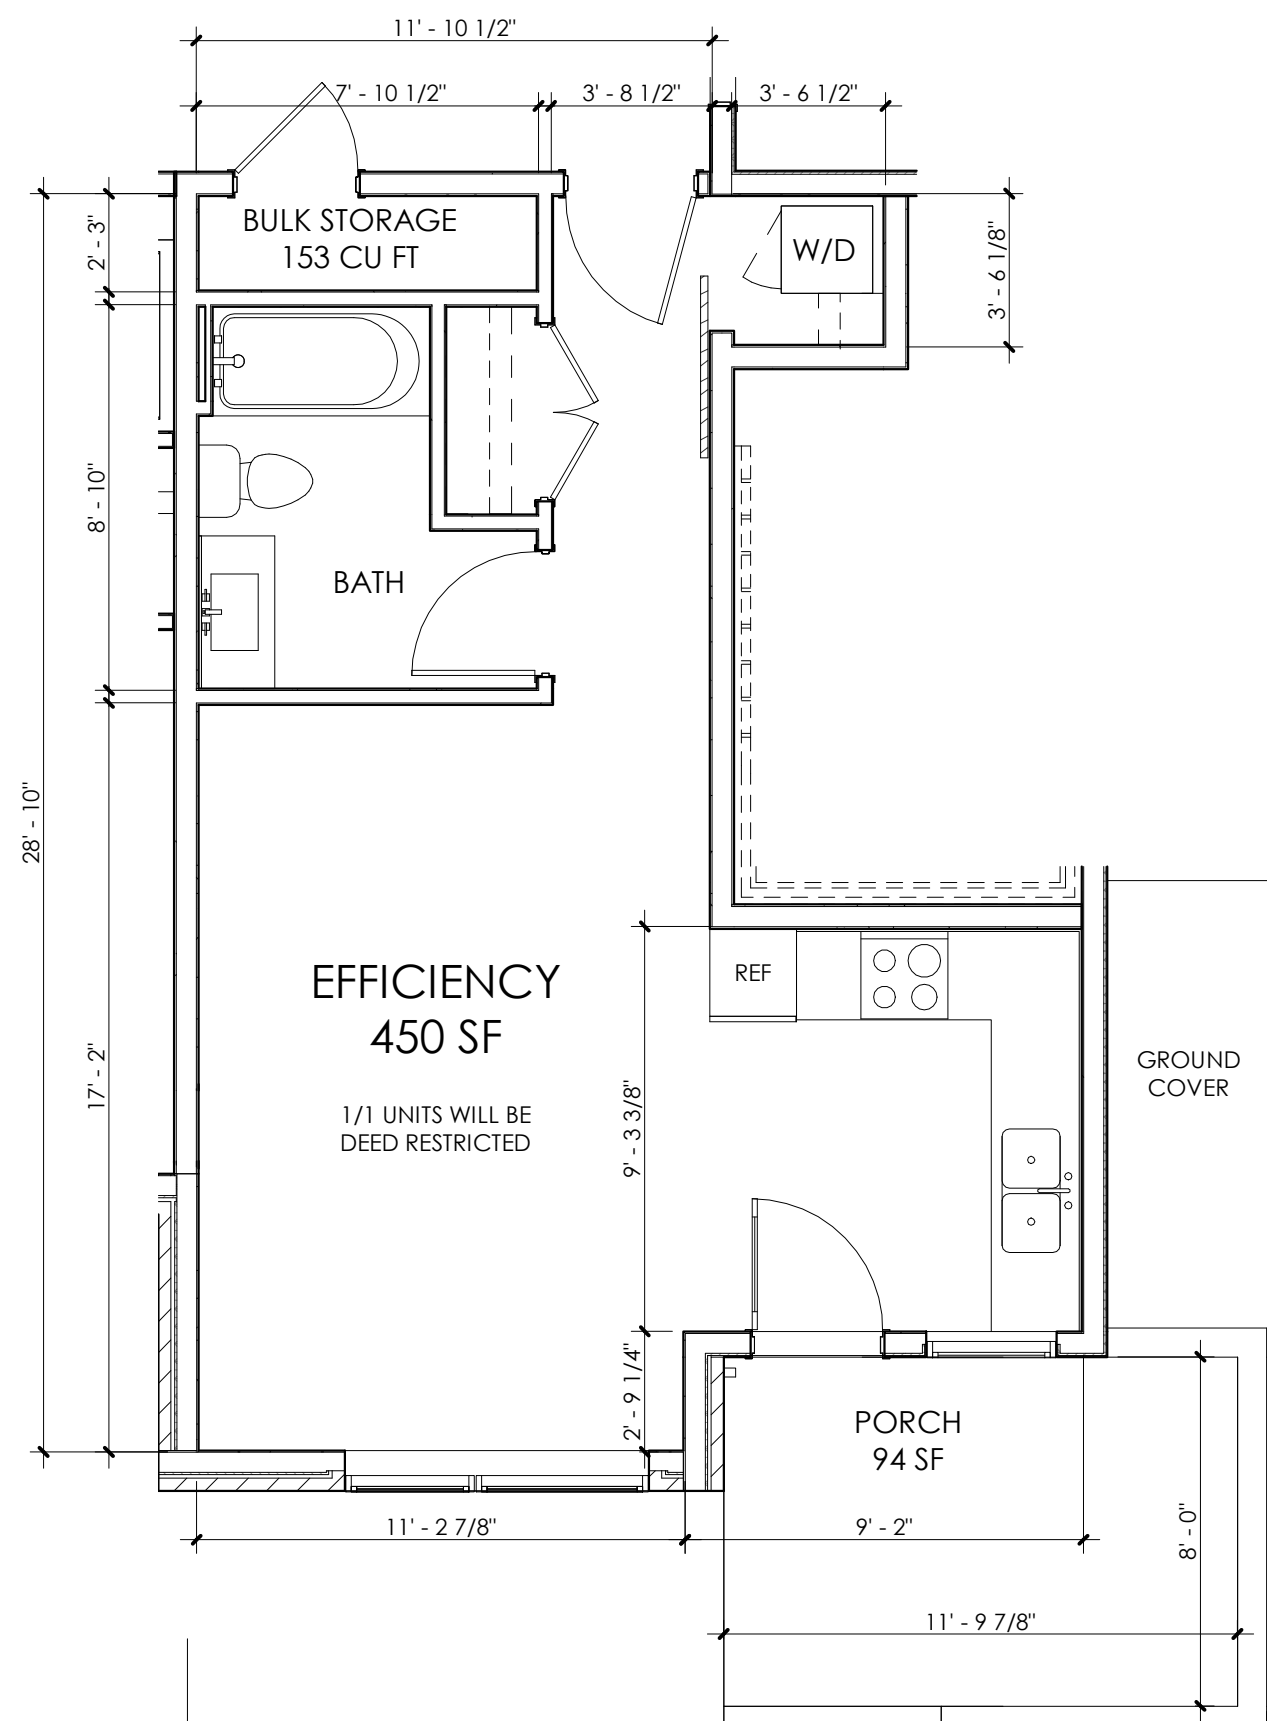 11' - 10 1/2"
7' - 10 1/2"
3' - 8 1/2"
3' - 6 1/2"
BULK STORAGE
153 CU FT
W/D
2' - 3"
3' - 6 1/8"
8' - 10"
BATH
28' - 10"
EFFICIENCY
450 SF
REF
GROUND
COVER
17' - 2"
1/1 UNITS WILL BE
DEED RESTRICTED
9' - 3 3/8"
2' - 9 1/4"
PORCH
94 SF
11' - 2 7/8"
9' - 2"
8' - 0"
11' - 9 7/8"